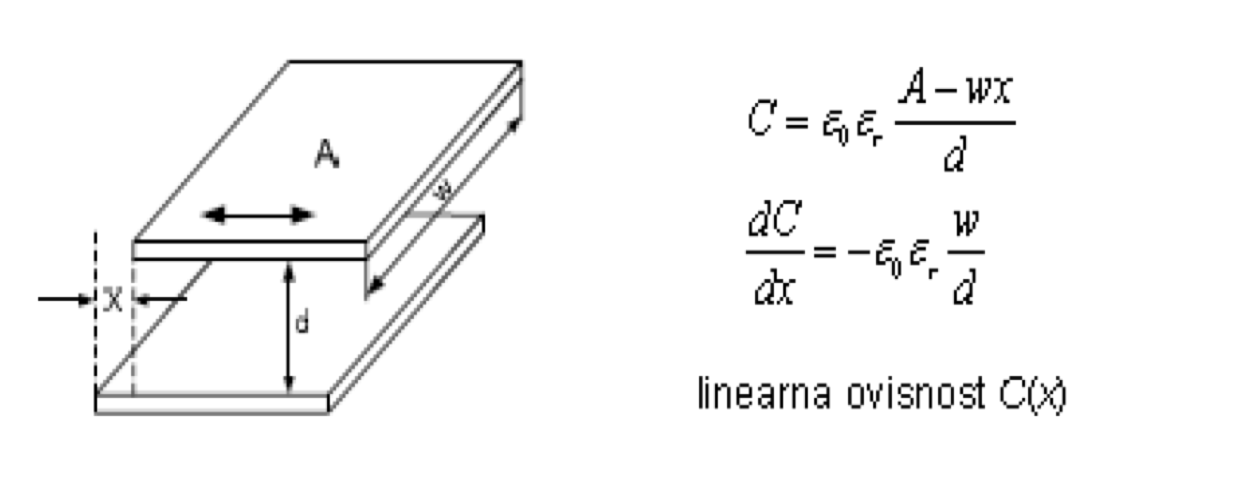 A
w
X
d
C = ε₀ εᵣ (A − wx) / d
dC/dx = −ε₀ εᵣ w/d
linearna ovisnost C(x)